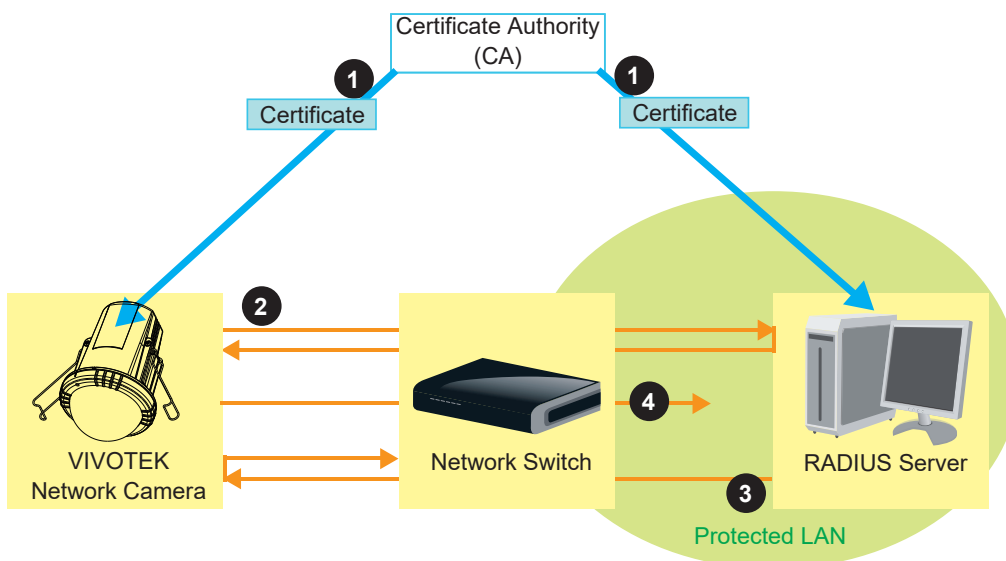 Certificate Authority
(CA)
1
1
Certificate
Certificate
2
4
VIVOTEK
Network Camera
Network Switch
RADIUS Server
3
Protected LAN